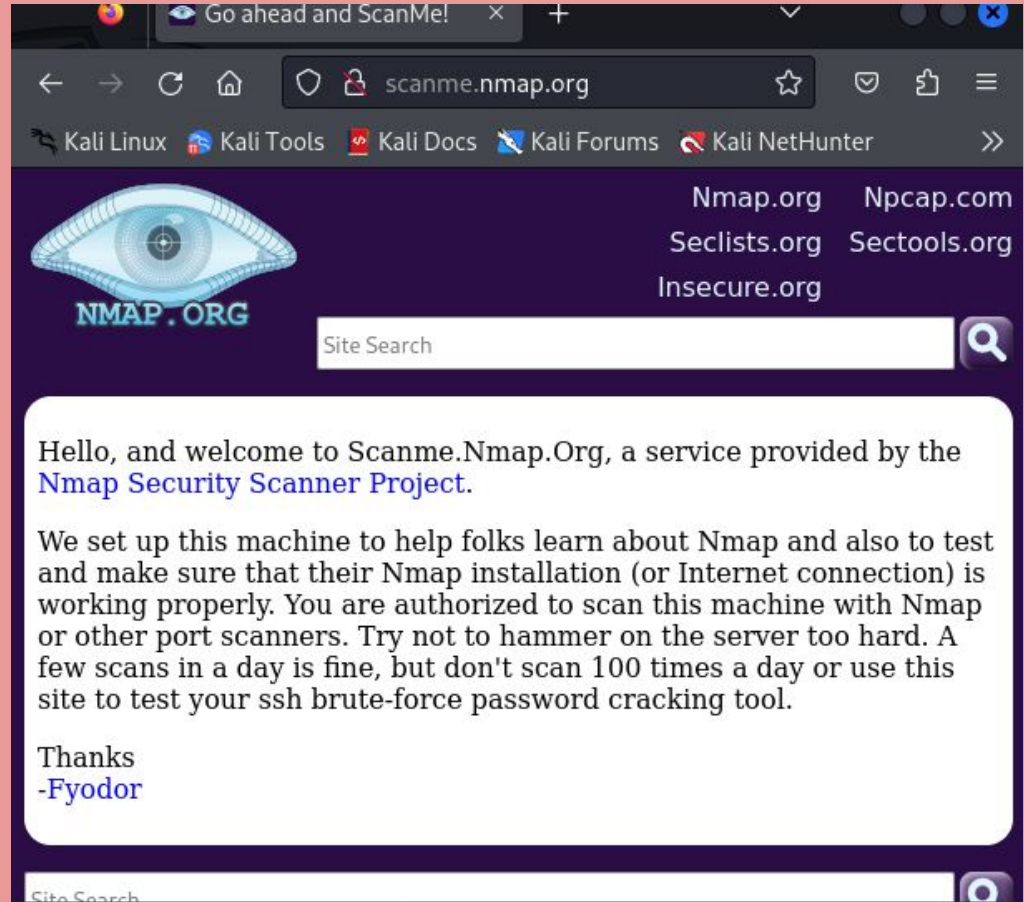 Go ahead and ScanMe!
scanme.nmap.org
Kali Linux Kali Tools Kali Docs Kali Forums Kali NetHunter
Nmap.org Npcap.com
Seclists.org Sectools.org
Insecure.org
NMAP.ORG
Site Search
Hello, and welcome to Scanme.Nmap.Org, a service provided by the
Nmap Security Scanner Project.
We set up this machine to help folks learn about Nmap and also to test
and make sure that their Nmap installation (or Internet connection) is
working properly. You are authorized to scan this machine with Nmap
or other port scanners. Try not to hammer on the server too hard. A
few scans in a day is fine, but don't scan 100 times a day or use this
site to test your ssh brute-force password cracking tool.
Thanks
-Fyodor
Site Search